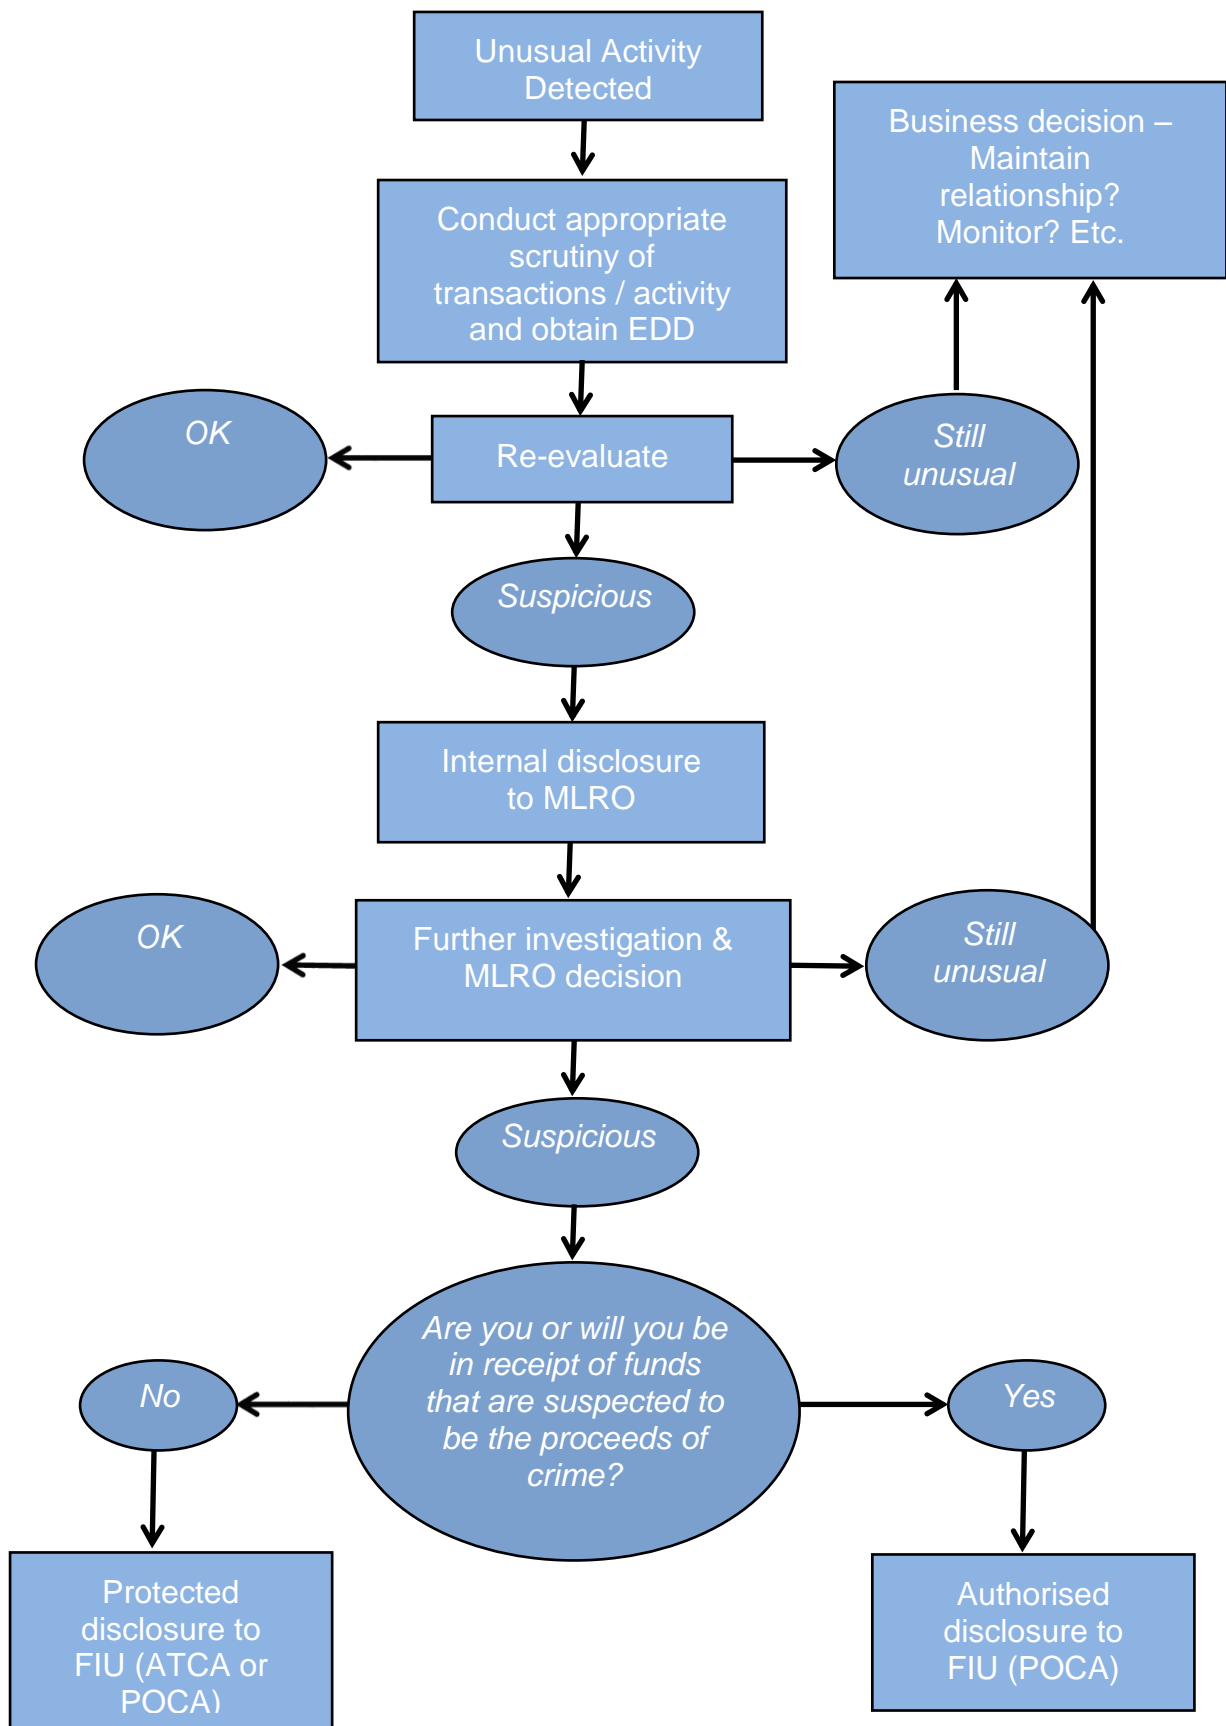 Unusual Activity
Detected
Business decision –
Maintain
relationship?
Monitor? Etc.
Conduct appropriate
scrutiny of
transactions / activity
and obtain EDD
OK
Re-evaluate
Still
unusual
Suspicious
Internal disclosure
to MLRO
OK
Further investigation &
MLRO decision
Still
unusual
Suspicious
Are you or will you be
in receipt of funds
that are suspected to
be the proceeds of
crime?
No
Yes
Protected
disclosure to
FIU (ATCA or
POCA)
Authorised
disclosure to
FIU (POCA)